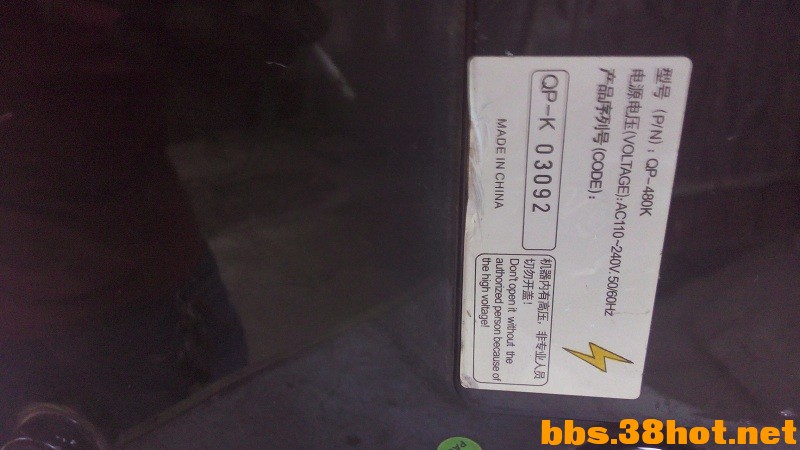 型号 (P/N): QP-480K
电源电压(VOLTAGE):AC110~240V.50/60Hz
产品序列号(CODE):
QP-K 03092
MADE IN CHINA
机器内有高压，非专业人员
切勿开盖！
Don't open it without the
authorized person because of
the high voltage!
bbs.38hot.net